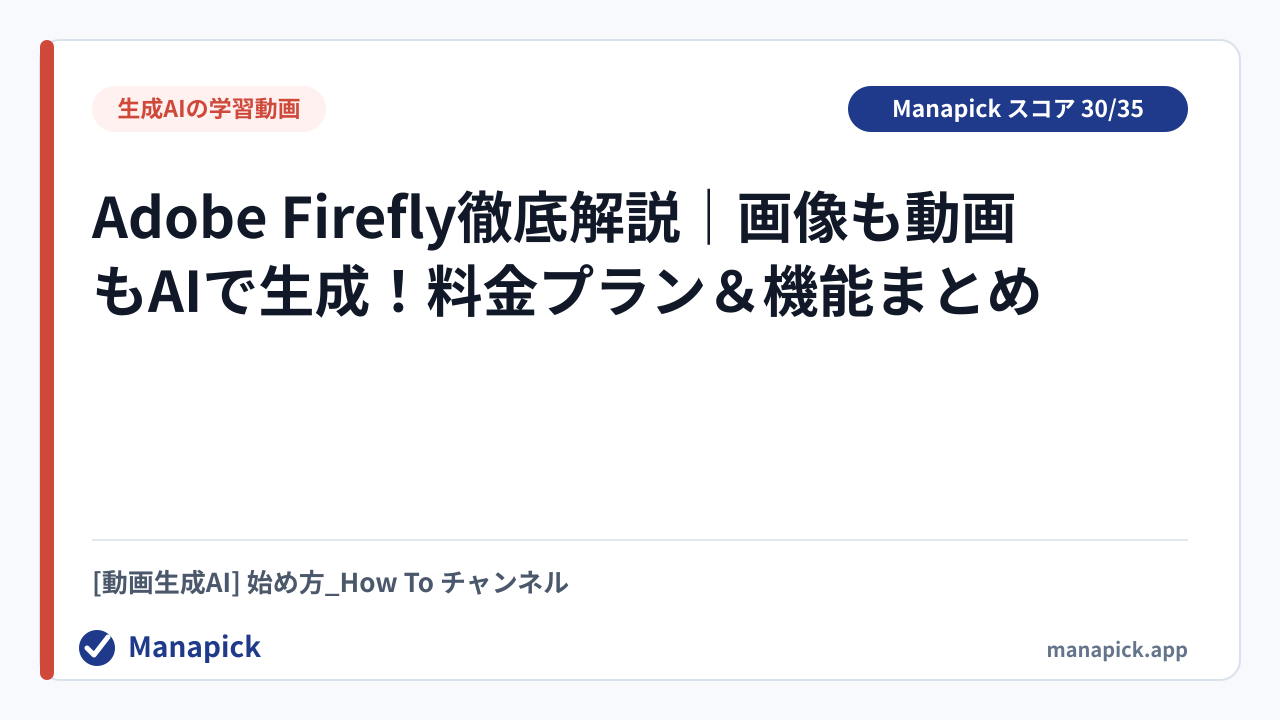 生成AIの学習動画
Manapick スコア 30/35
Adobe Firefly徹底解説｜画像も動画
もAIで生成！料金プラン＆機能まとめ
[動画生成AI] 始め方_How To チャンネル
Manapick
manapick.app